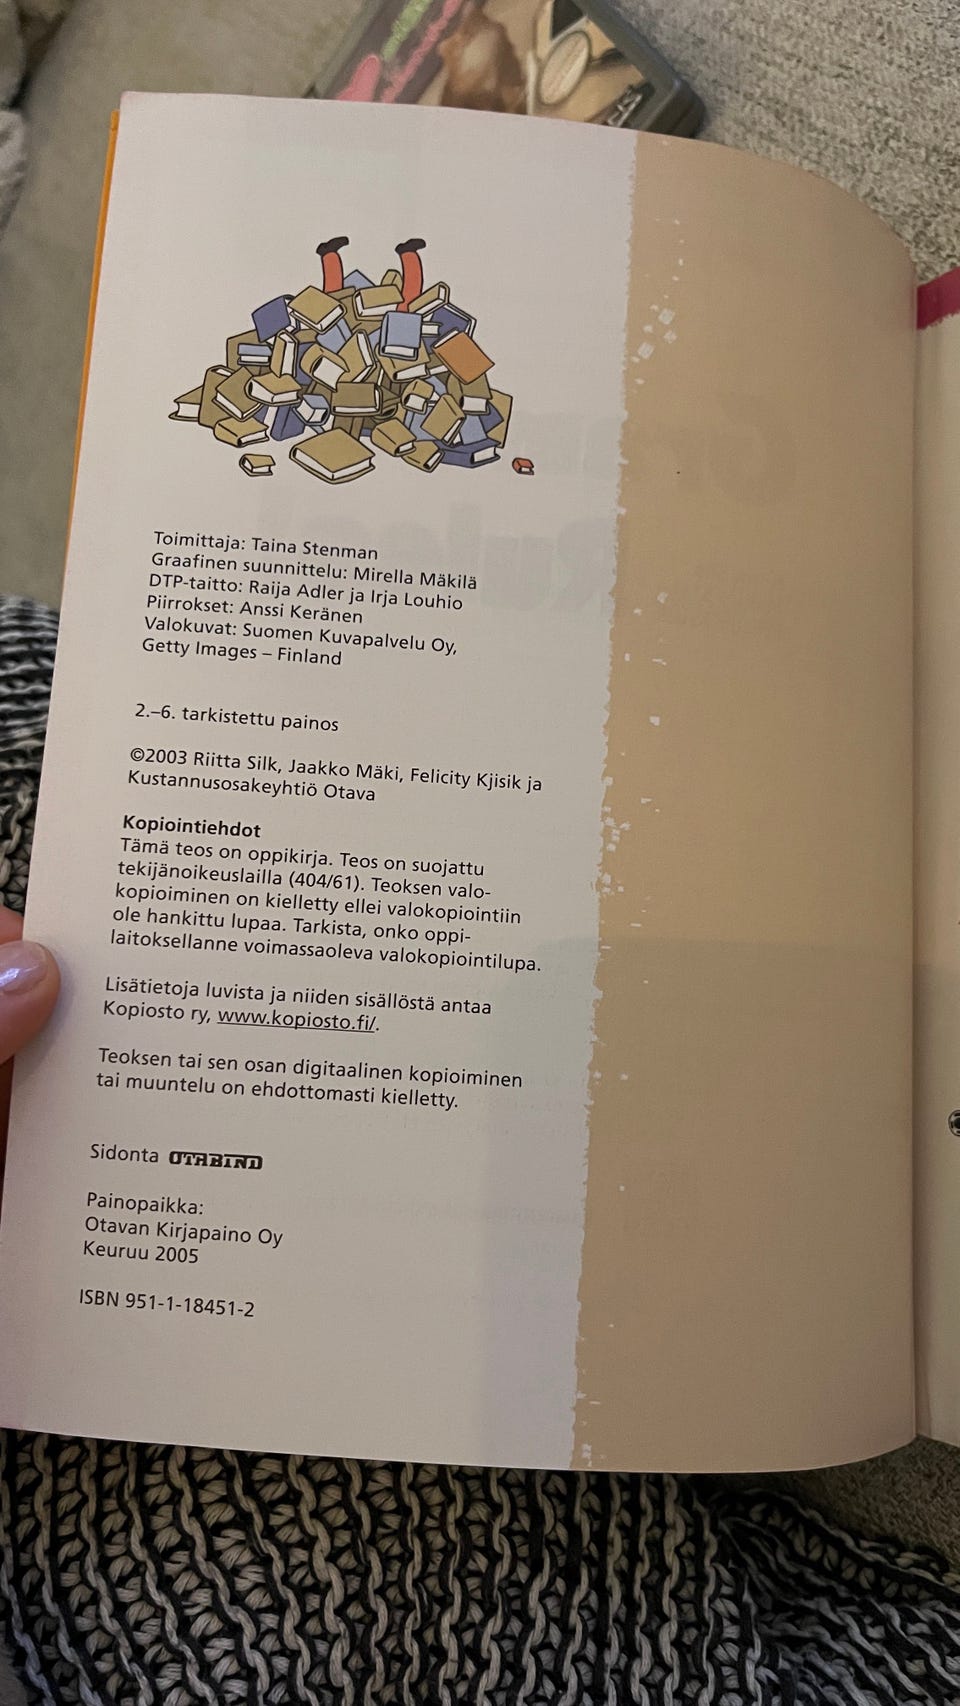 Toimittaja: Taina Stenman
Graafinen suunnittelu: Mirella Mäkilä
DTP-taitto: Raija Adler ja Irja Louhio
Piirrokset: Anssi Keränen
Valokuvat: Suomen Kuvapalvelu Oy,
Getty Images – Finland
2.–6. tarkistettu painos
©2003 Riitta Silk, Jaakko Mäki, Felicity Kjisik ja
Kustannusosakeyhtiö Otava
Kopiointiehdot
Tämä teos on oppikirja. Teos on suojattu
tekijänoikeuslailla (404/61). Teoksen valo-
kopioiminen on kielletty ellei valokopiointiin
ole hankittu lupaa. Tarkista, onko oppi-
laitoksellanne voimassaoleva valokopiointilupa.
Lisätietoja luvista ja niiden sisällöstä antaa
Kopiosto ry, www.kopiosto.fi/.
Teoksen tai sen osan digitaalinen kopioiminen
tai muuntelu on ehdottomasti kielletty.
Sidonta OTABIND
Painopaikka:
Otavan Kirjapaino Oy
Keuruu 2005
ISBN 951-1-18451-2